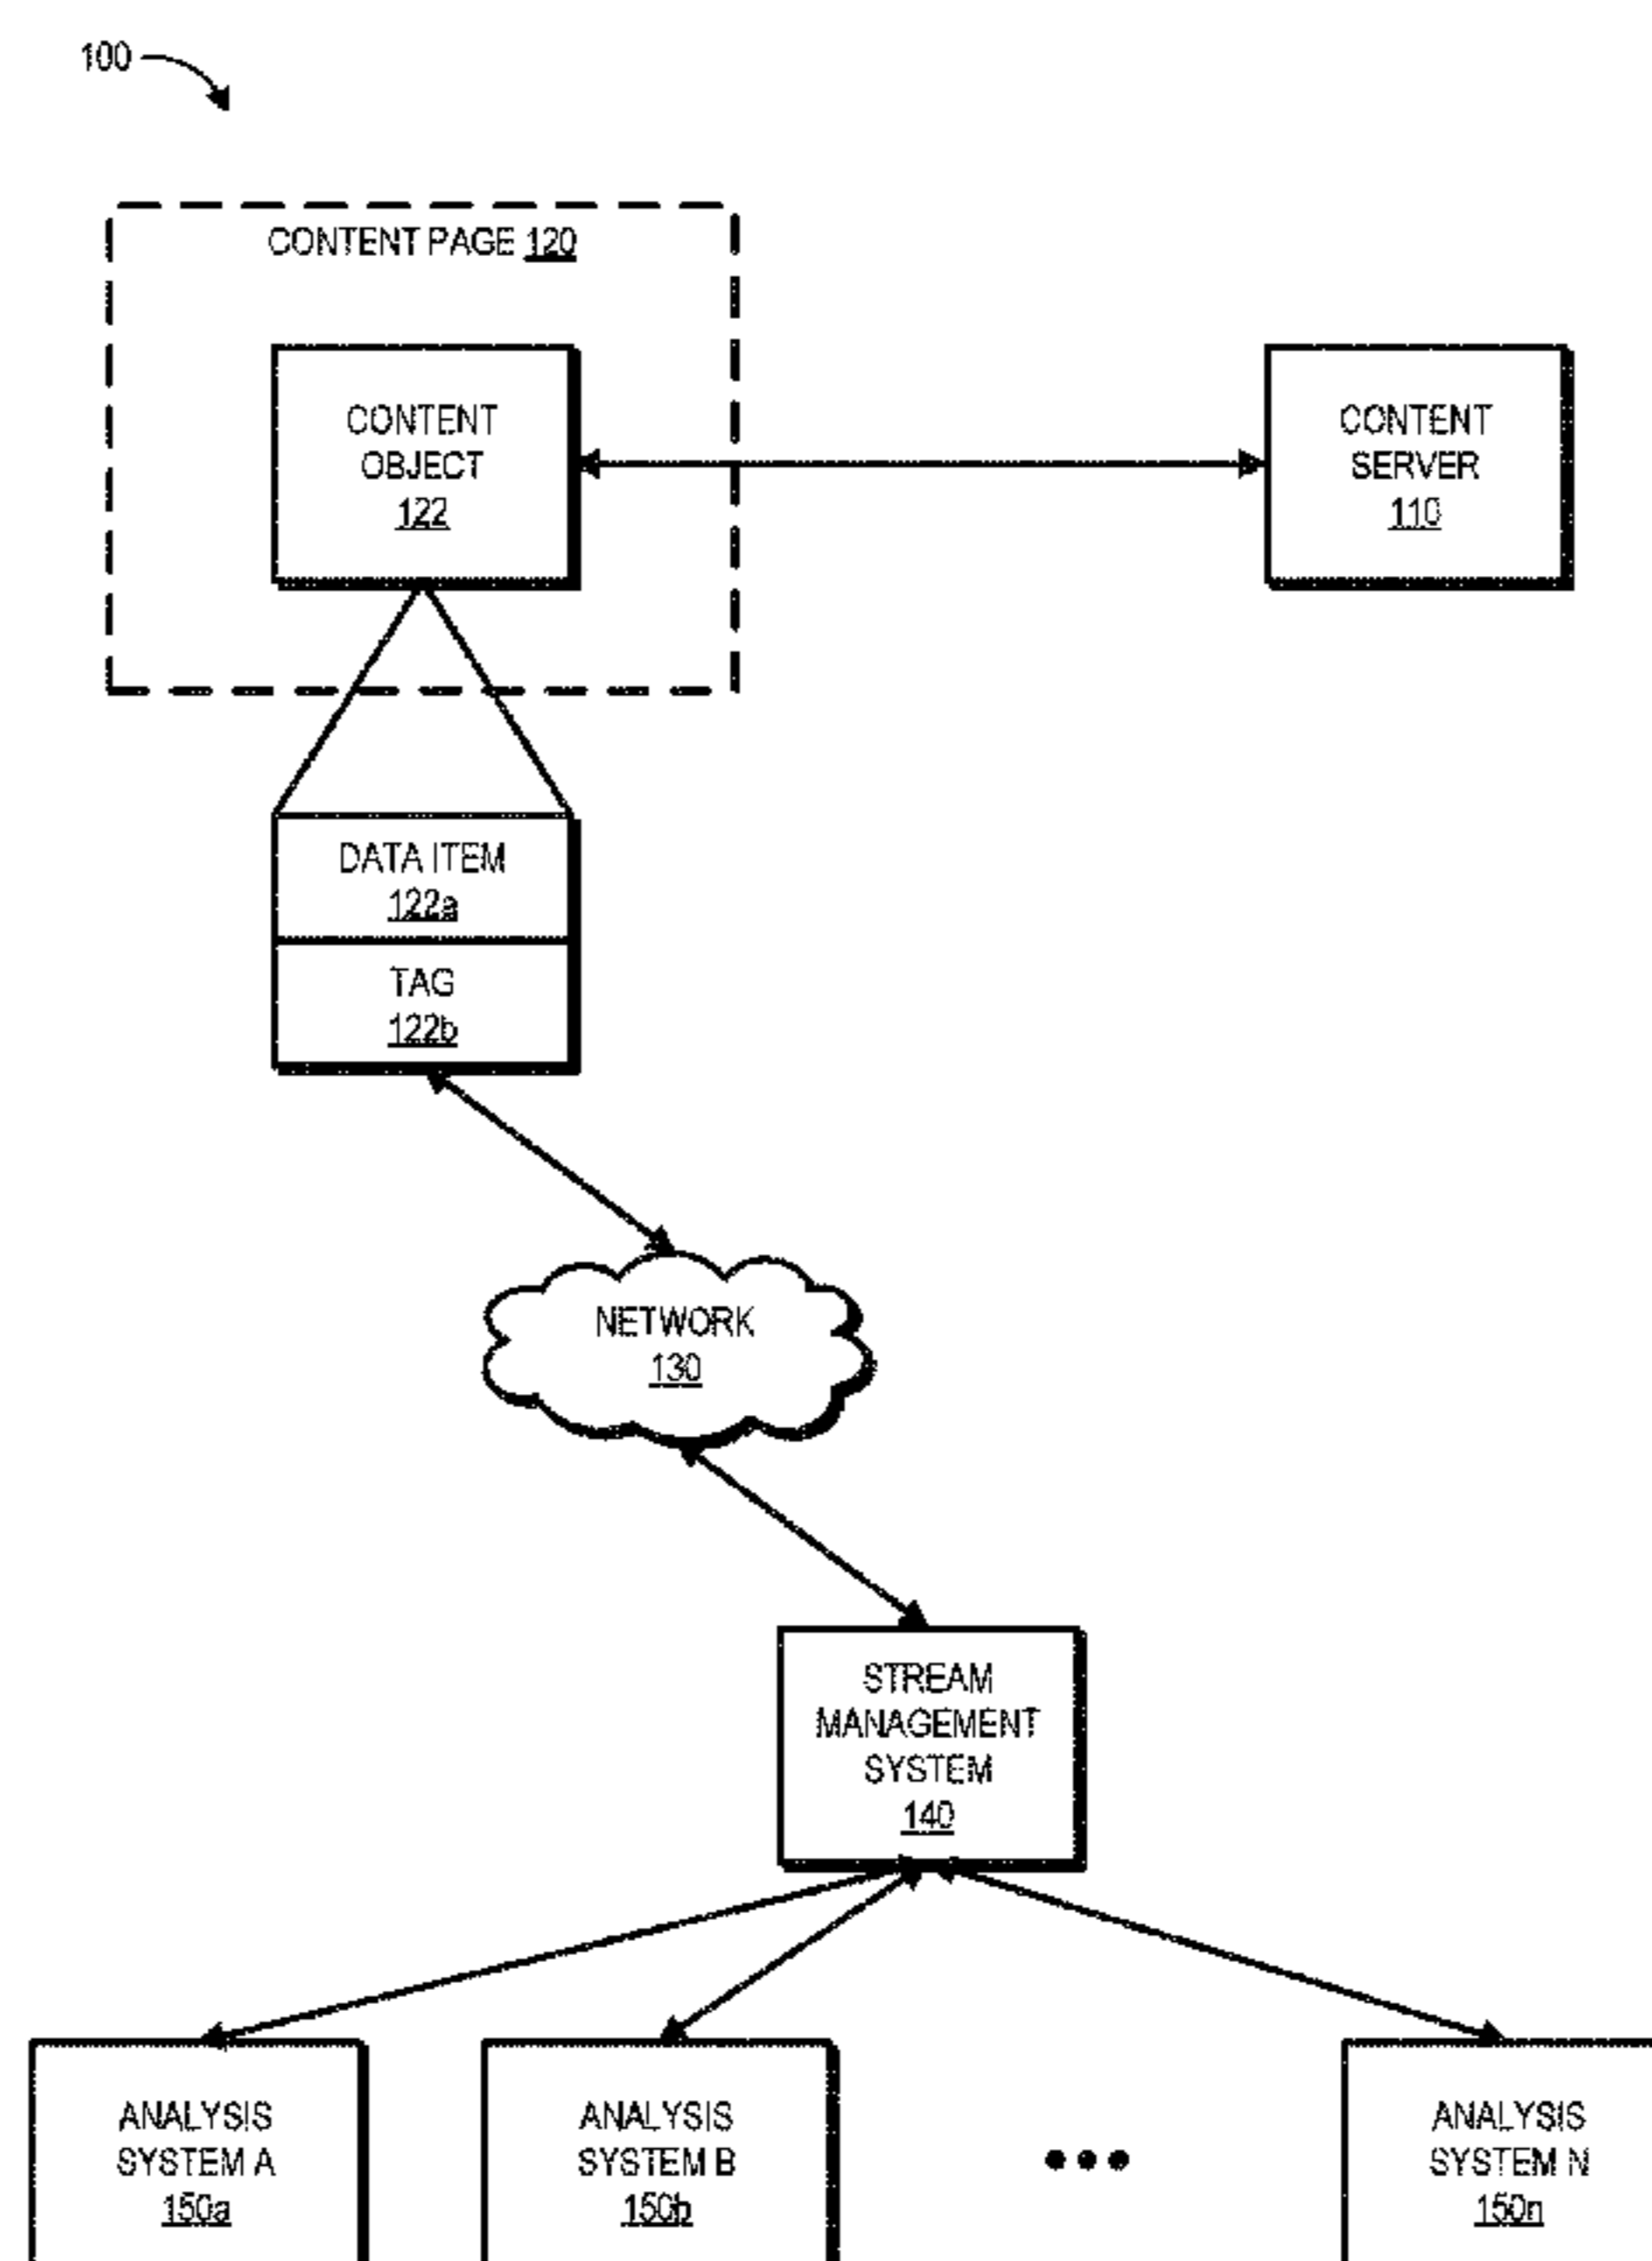 100
CONTENT PAGE 120
CONTENT
OBJECT
122
CONTENT
SERVER
110
DATA ITEM
122a
TAG
122b
NETWORK
130
STREAM
MANAGEMENT
SYSTEM
140
ANALYSIS
SYSTEM A
150a
ANALYSIS
SYSTEM B
150b
ANALYSIS
SYSTEM N
150n